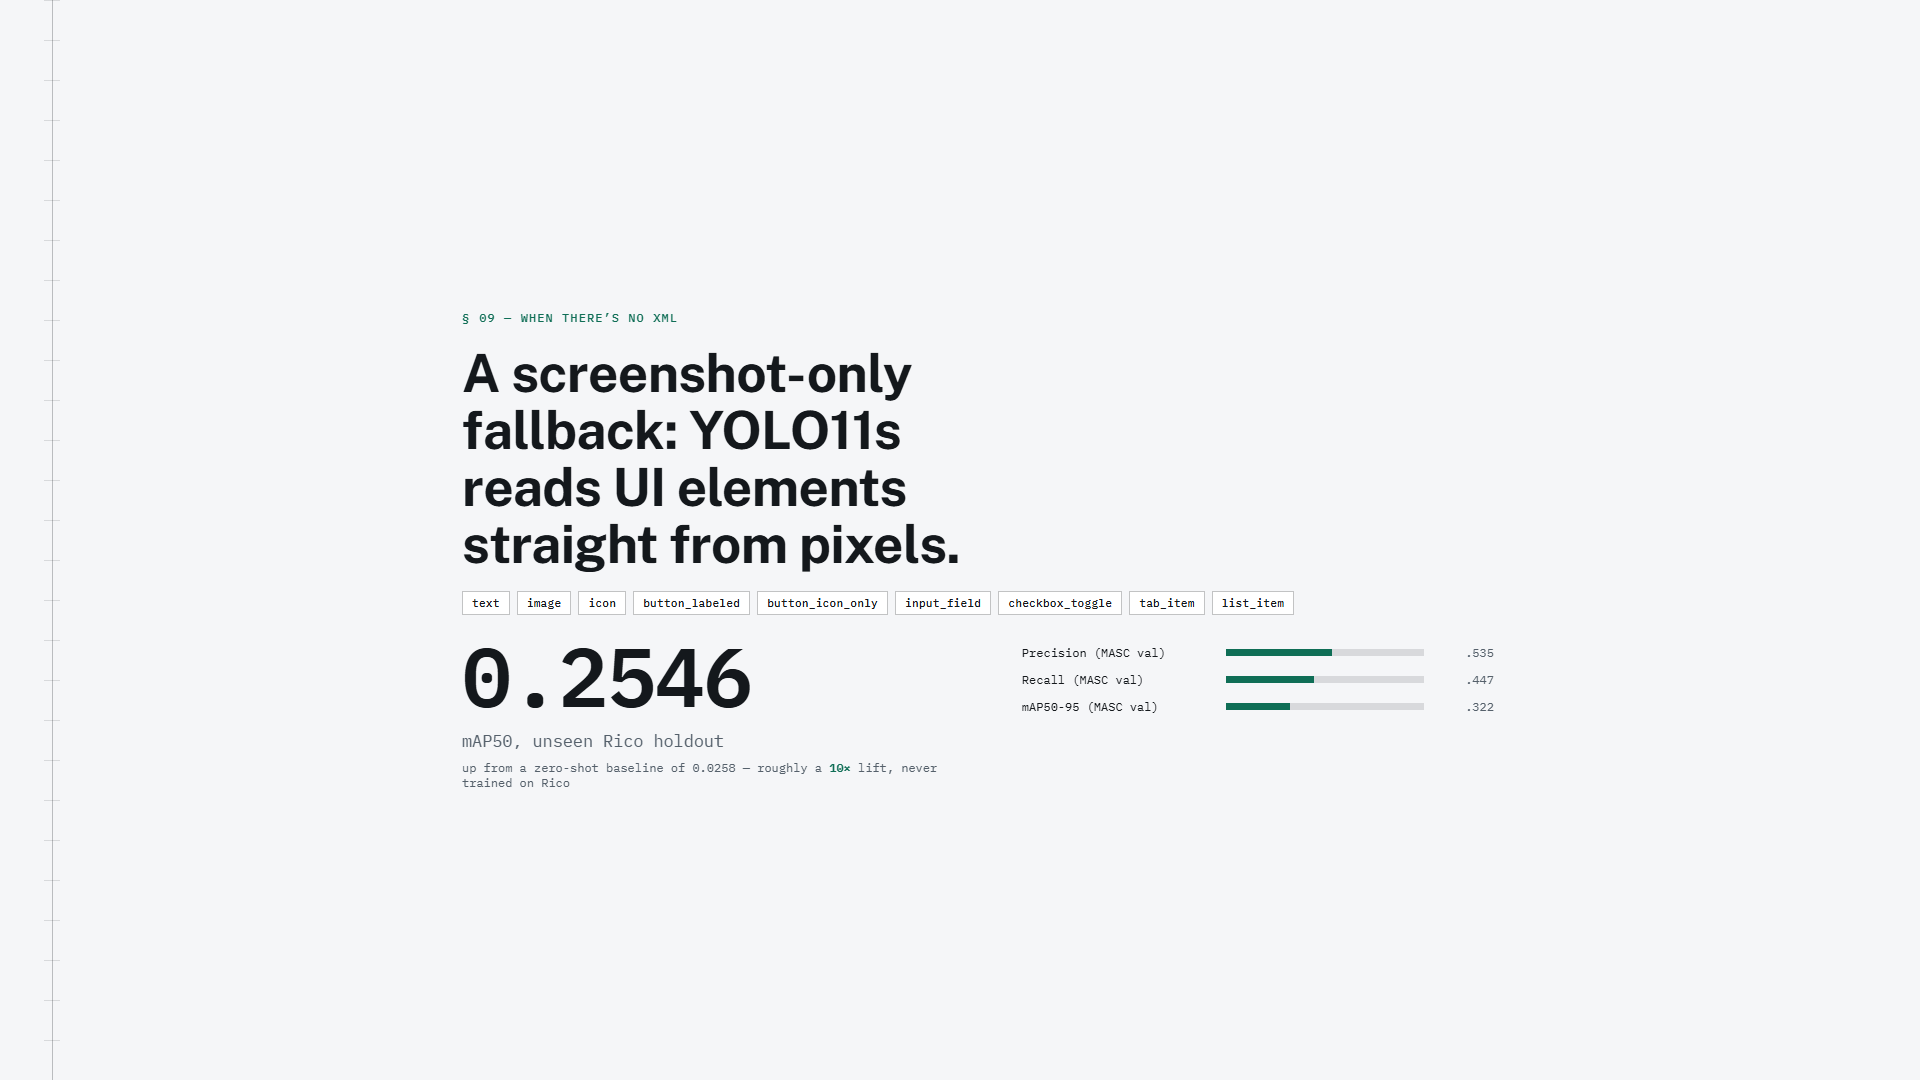 § 09 — WHEN THERE’S NO XML
A screenshot-only
fallback: YOLO11s
reads UI elements
straight from pixels.
text image icon button_labeled button_icon_only input_field checkbox_toggle tab_item list_item
0.2546
mAP50, unseen Rico holdout
up from a zero-shot baseline of 0.0258 — roughly a 10× lift, never
trained on Rico
Precision (MASC val) .535
Recall (MASC val) .447
mAP50-95 (MASC val) .322